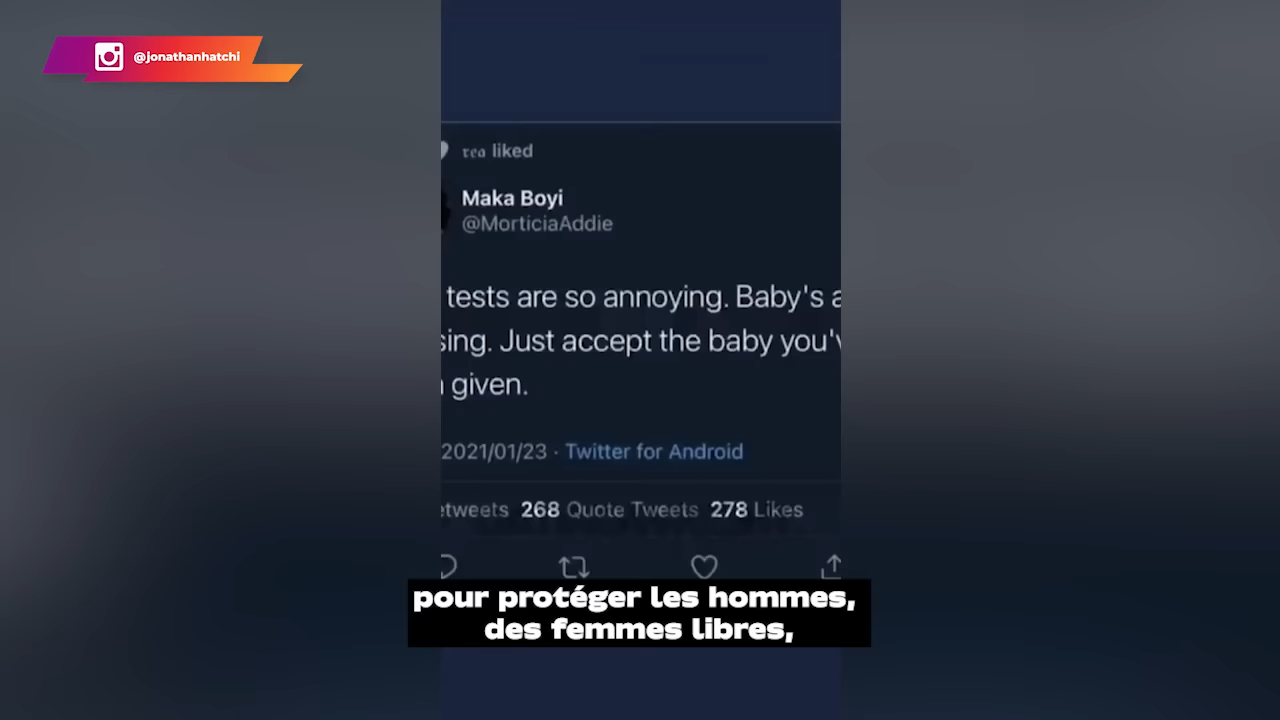 @jonathanhatchi
rea liked
Maka Boyi
@MorticiaAddie
tests are so annoying. Baby's a
sing. Just accept the baby you'v
given.
2021/01/23 · Twitter for Android
etweets 268 Quote Tweets 278 Likes
pour protéger les hommes,
des femmes libres,